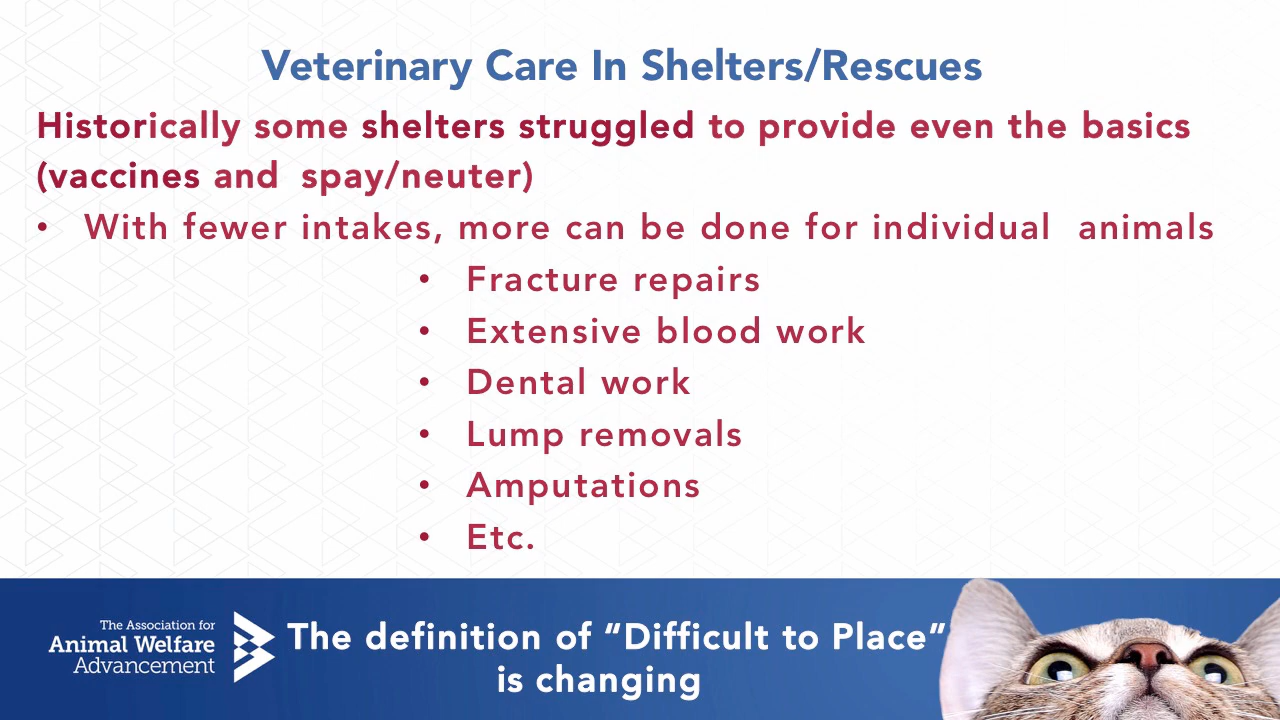 Veterinary Care In Shelters/Rescues
Historically some shelters struggled to provide even the basics
(vaccines and spay/neuter)
• With fewer intakes, more can be done for individual animals
• Fracture repairs
• Extensive blood work
• Dental work
• Lump removals
• Amputations
• Etc.
The Association for
Animal Welfare
Advancement
The definition of “Difficult to Place”
is changing